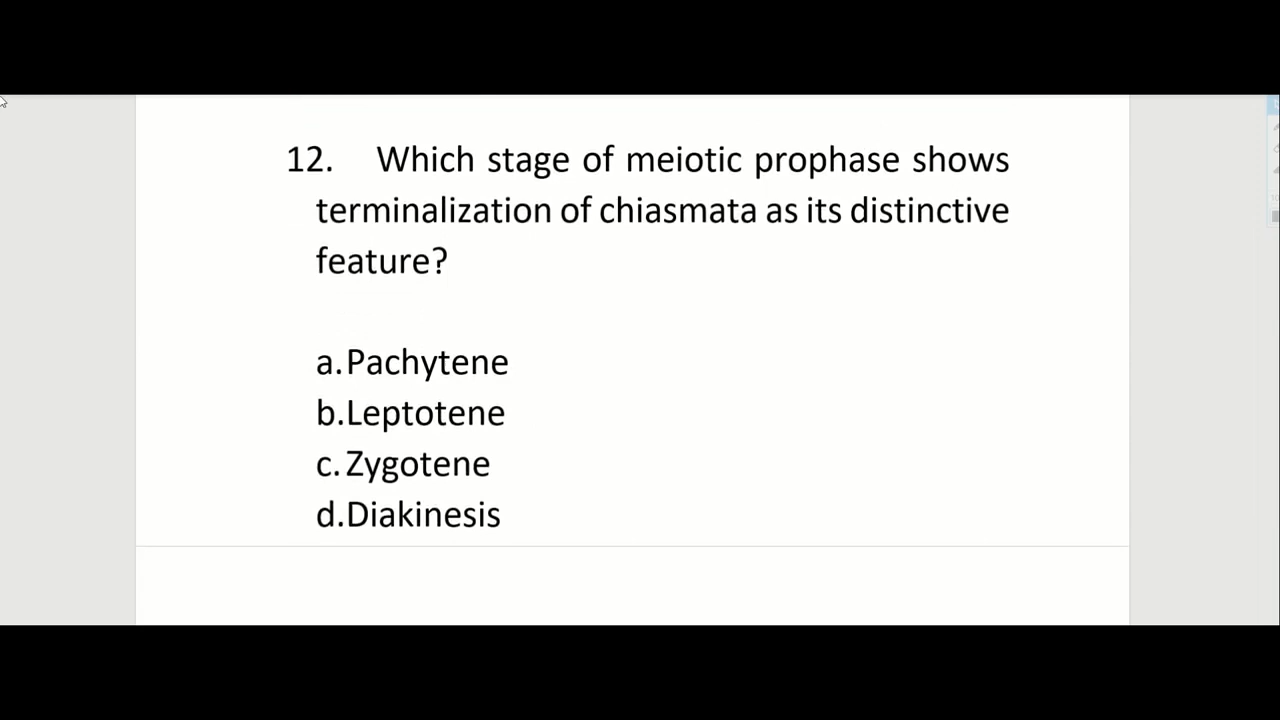 12. Which stage of meiotic prophase shows
terminalization of chiasmata as its distinctive
feature?
a.Pachytene
b.Leptotene
c. Zygotene
d.Diakinesis